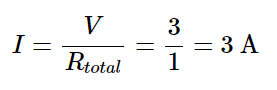 I = V / R_total = 3 / 1 = 3 A